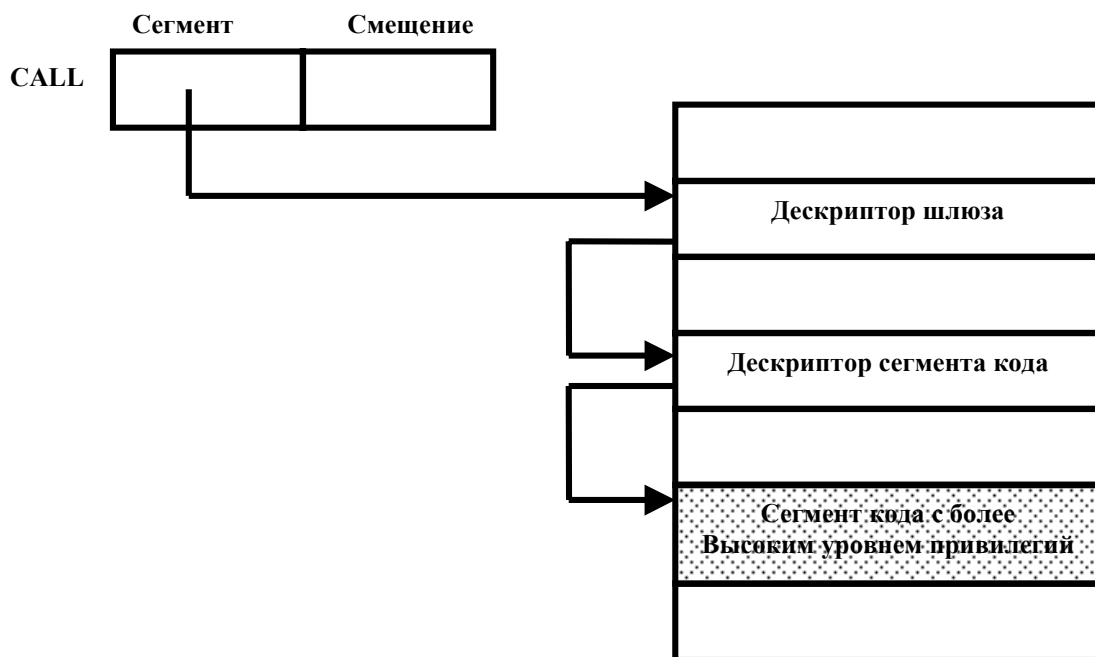 Сегмент Смещение
CALL
Дескриптор шлюза
Дескриптор сегмента кода
Сегмент кода с более
Высоким уровнем привилегий